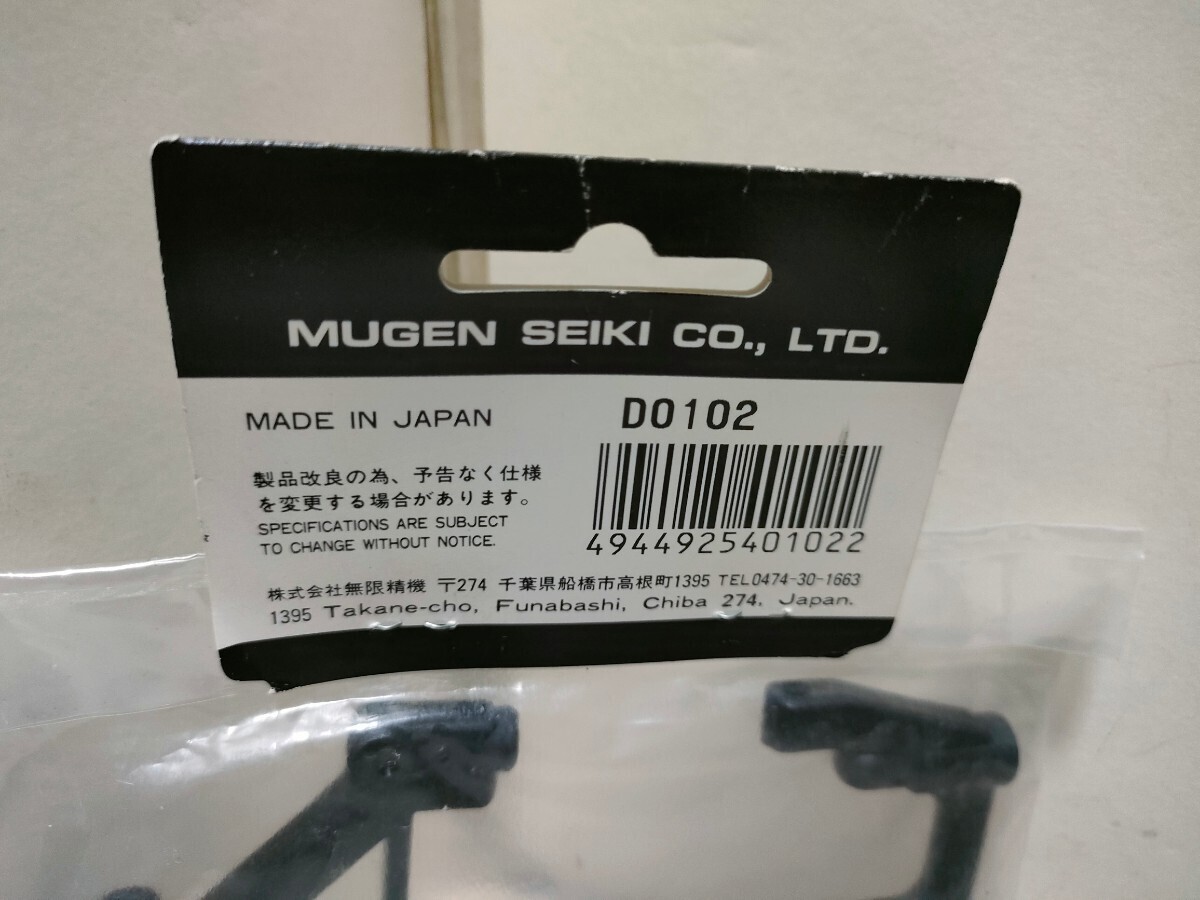 MUGEN SEIKI CO., LTD.
MADE IN JAPAN
D0102
製品改良の為、予告なく仕様
を変更する場合があります。
SPECIFICATIONS ARE SUBJECT
TO CHANGE WITHOUT NOTICE.
4944925401022
株式会社無限精機 〒274 千葉県船橋市高根町1395 TEL0474-30-1663
1395 Takane-cho, Funabashi, Chiba 274, Japan.